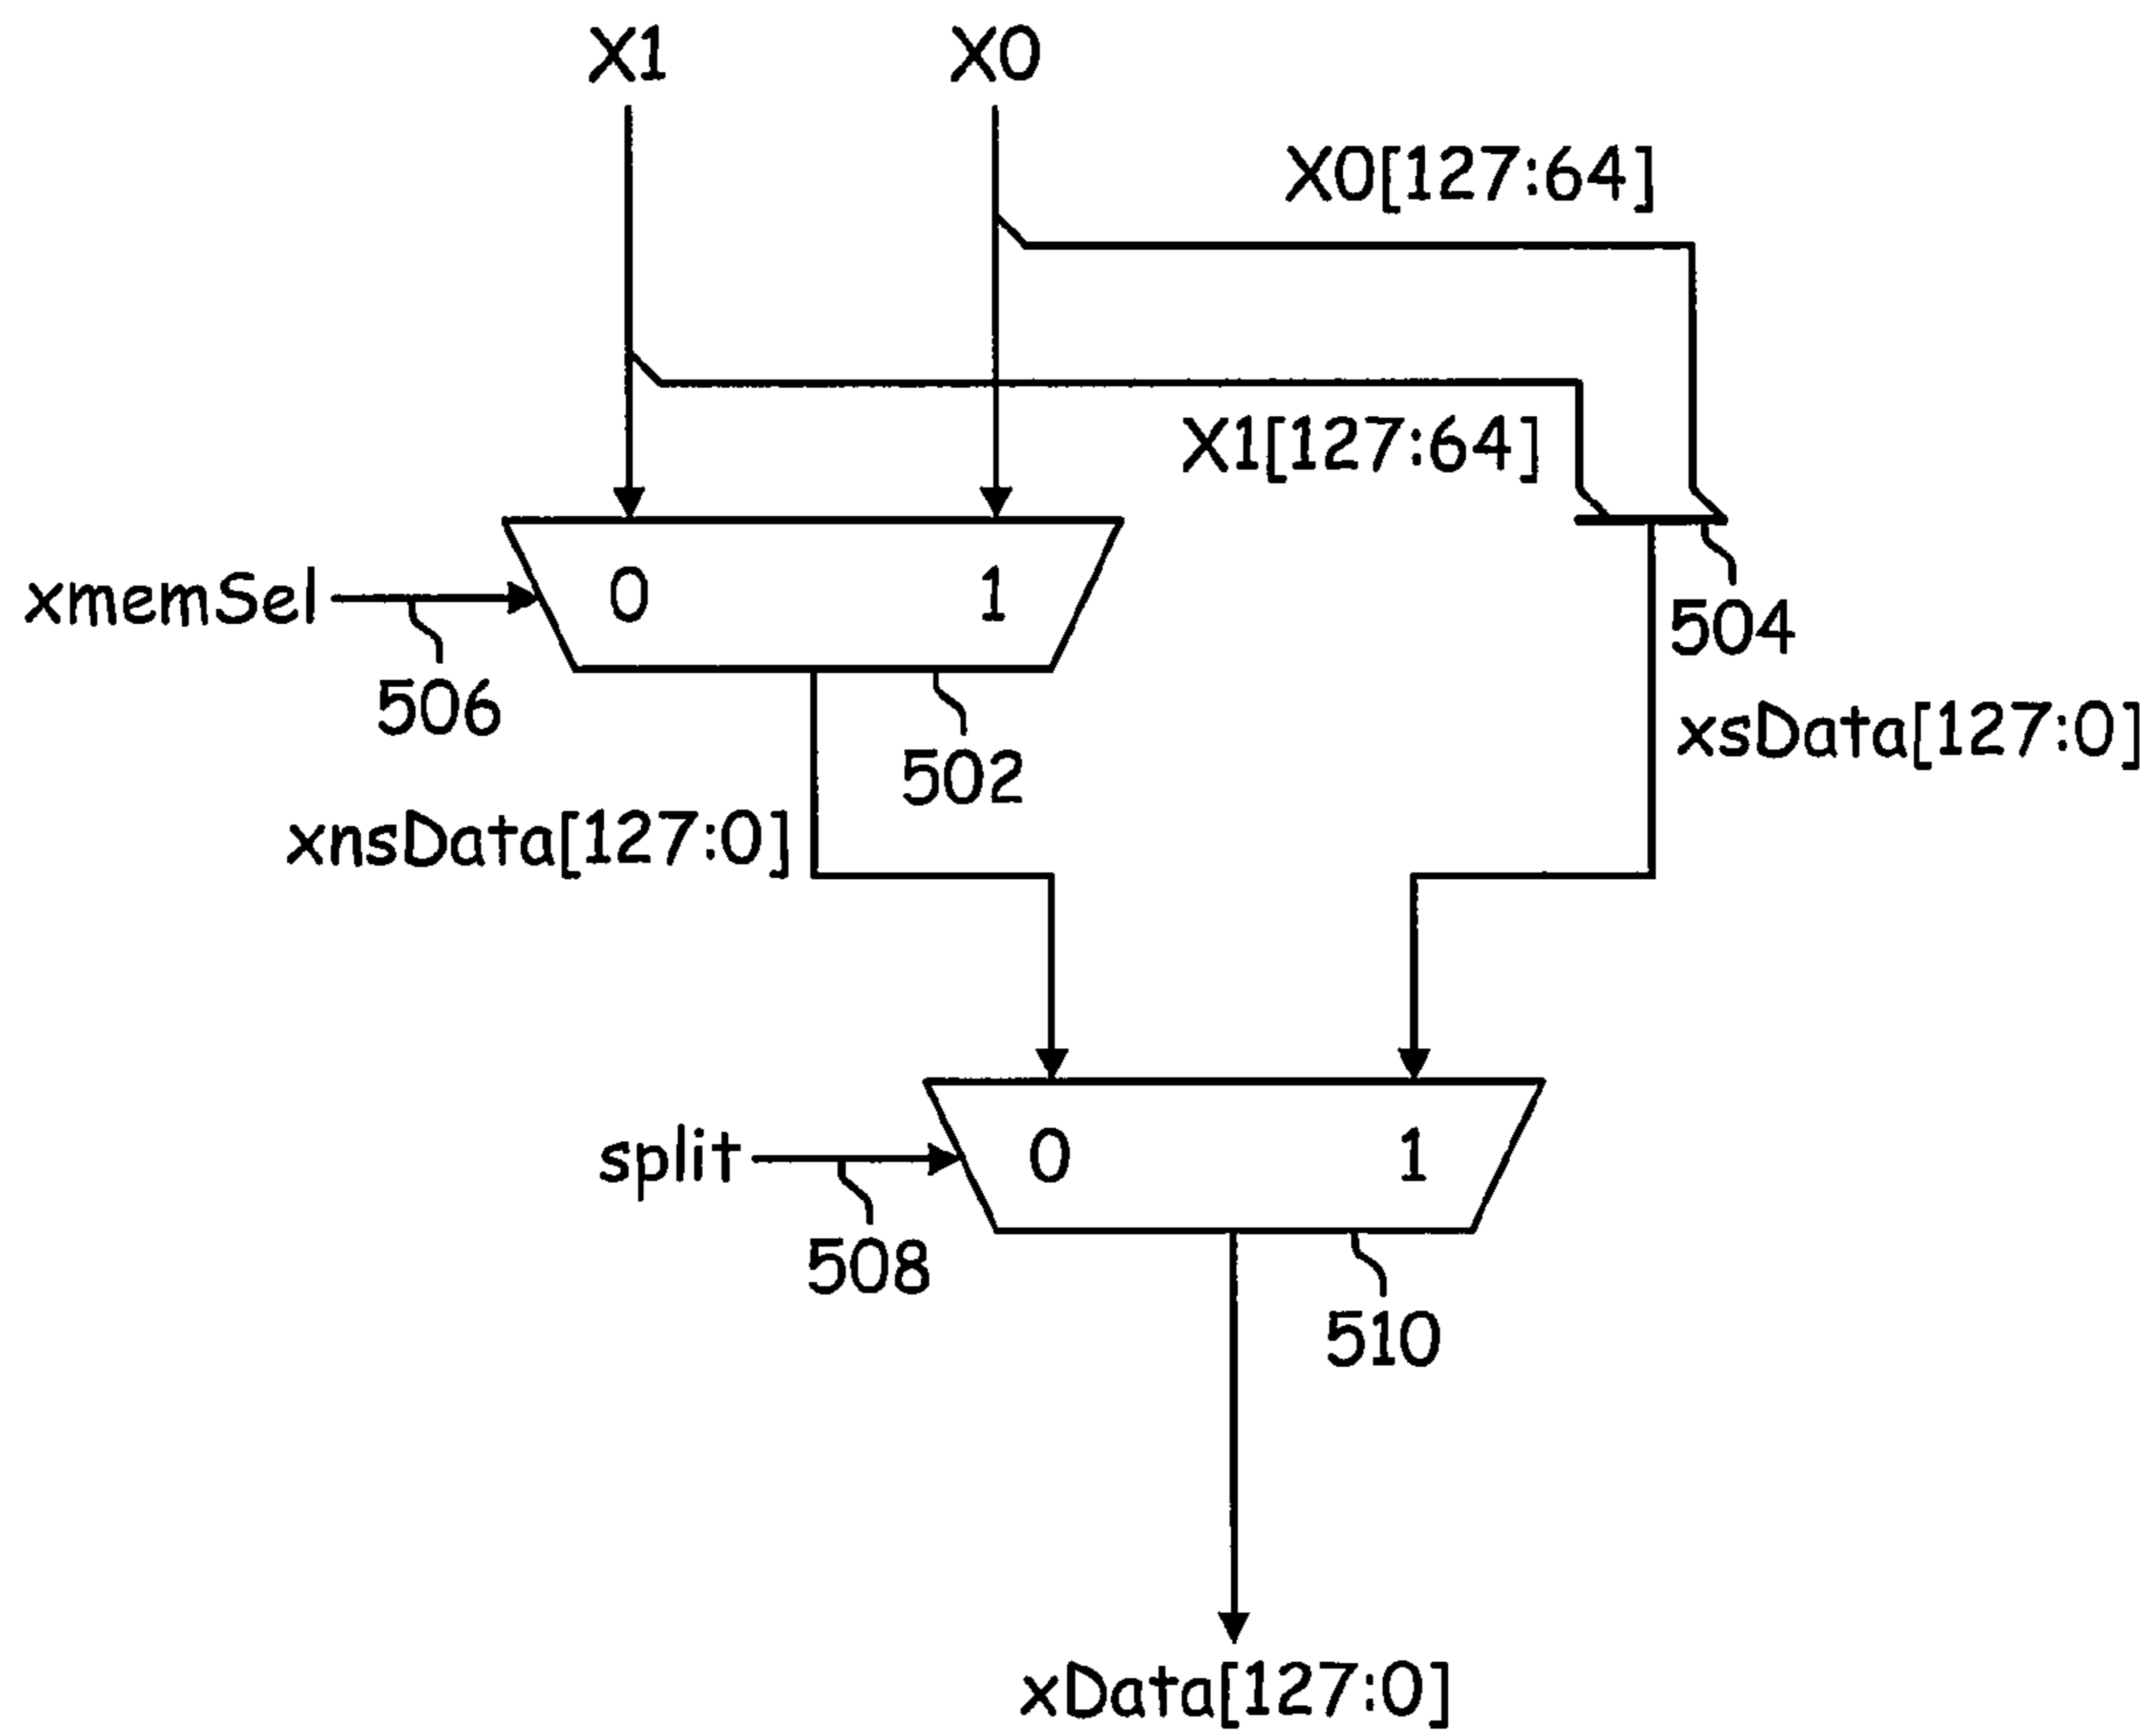 X1
X0
X0[127:64]
X1[127:64]
xmemSel
0
1
506
502
504
xsData[127:0]
xnsData[127:0]
split
0
1
508
510
xData[127:0]